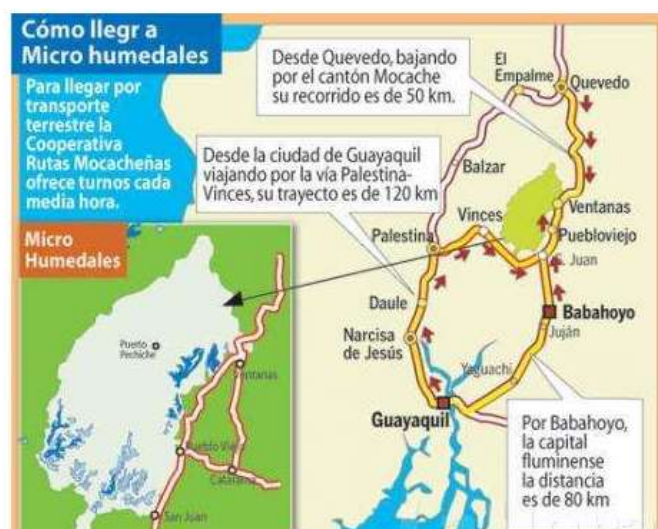 Cómo llegr a
Micro humedales
Para llegar por
transporte
terrestre la
Cooperativa
Rutas Mocacheñas
ofrece turnos cada
media hora.
Desde Quevedo, bajando
por el cantón Mocache
su recorrido es de 50 km.
Desde la ciudad de Guayaquil
viajando por la vía Palestina-
Vinces, su trayecto es de 120 km
El
Empalme
Quevedo
Balzar
Ventanas
Vinces
Palestina
Puebloviejo
S. Juan
Daule
Babahoyo
Narcisa
de Jesús
Juján
Yaguachi
Guayaquil
Por Babahoyo,
la capital
fluminense
la distancia
es de 80 km
Micro
Humedales
Puerto
Pechiche
Ventanas
Pueblo Viejo
Catarama
San Juan